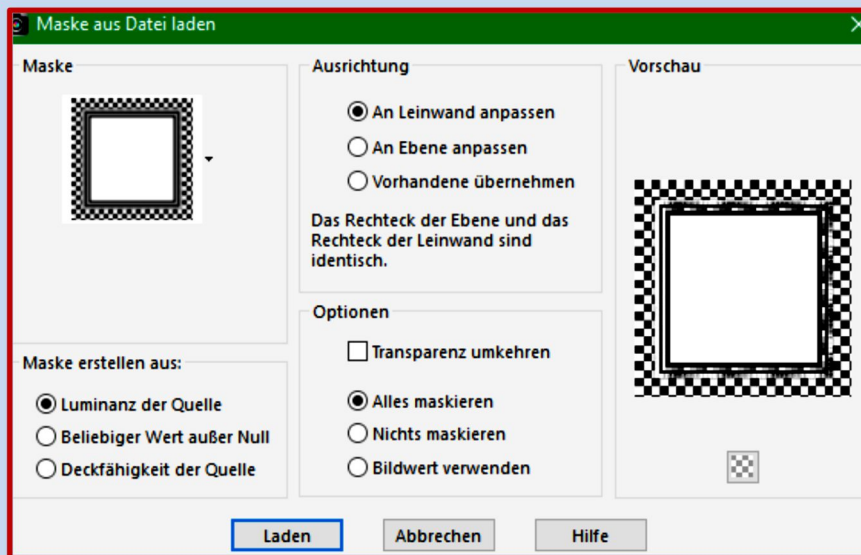 Maske aus Datei laden
Maske
Ausrichtung
An Leinwand anpassen
An Ebene anpassen
Vorhandene übernehmen
Das Rechteck der Ebene und das
Rechteck der Leinwand sind
identisch.
Vorschau
Maske erstellen aus:
Luminanz der Quelle
Beliebiger Wert außer Null
Deckfähigkeit der Quelle
Optionen
Transparenz umkehren
Alles maskieren
Nichts maskieren
Bildwert verwenden
Laden
Abbrechen
Hilfe